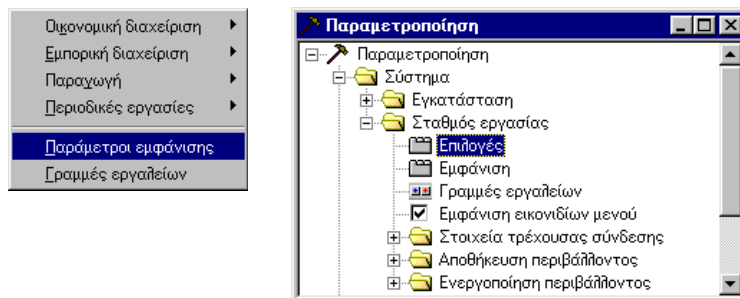 Οικονομική διαχείριση
Εμπορική διαχείριση
Παραγωγή
Περιοδικές εργασίες
Παράμετροι εμφάνισης
Γραμμές εργαλείων
Παραμετροποίηση
Παραμετροποίηση
Σύστημα
Εγκατάσταση
Σταθμός εργασίας
Επιλογές
Εμφάνιση
Γραμμές εργαλείων
Εμφάνιση εικονιδίων μενού
Στοιχεία τρέχουσας σύνδεσης
Αποθήκευση περιβάλλοντος
Ενεργοποίηση περιβάλλοντος